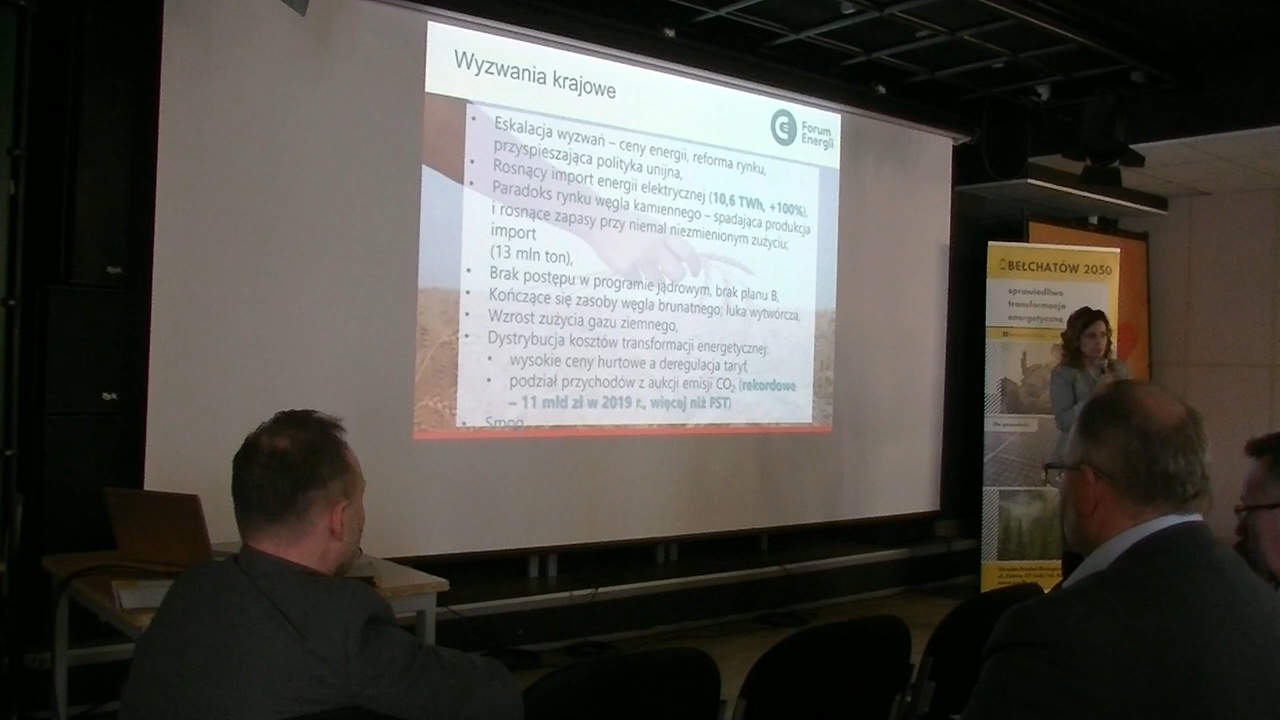 Wyzwania krajowe
Forum
Energii
• Eskalacja wyzwań – ceny energii, reforma rynku,
przyspieszająca polityka unijna,
• Rosnący import energii elektrycznej (10,6 TWh, +100%),
• Paradoks rynku węgla kamiennego – spadająca produkcja
i rosnące zapasy przy niemal niezmienionym zużyciu;
import
(13 mln ton),
• Brak postępu w programie jądrowym, brak planu B,
• Kończące się zasoby węgla brunatnego; luka wytwórcza,
• Wzrost zużycia gazu ziemnego,
• Dystrybucja kosztów transformacji energetycznej:
• wysokie ceny hurtowe a deregulacja taryf,
• podział przychodów z aukcji emisji CO₂ (rekordowe
– 11 mld zł w 2019 r., więcej niż PST)
• Smog
BEŁCHATÓW 2050
sprawiedliwa
transformacja
energetyczna